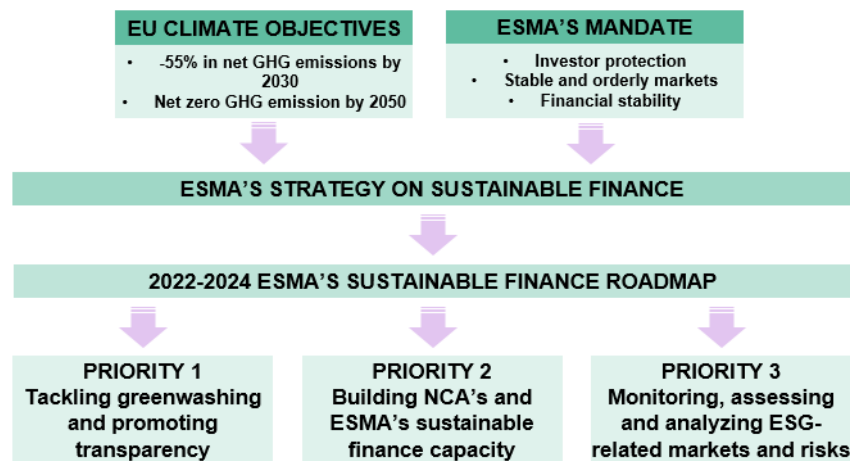 EU CLIMATE OBJECTIVES
• -55% in net GHG emissions by
2030
• Net zero GHG emission by 2050
ESMA'S MANDATE
• Investor protection
• Stable and orderly markets
• Financial stability
ESMA'S STRATEGY ON SUSTAINABLE FINANCE
2022-2024 ESMA'S SUSTAINABLE FINANCE ROADMAP
PRIORITY 1
Tackling greenwashing
and promoting
transparency
PRIORITY 2
Building NCA's and
ESMA's sustainable
finance capacity
PRIORITY 3
Monitoring, assessing
and analyzing ESG-
related markets and risks